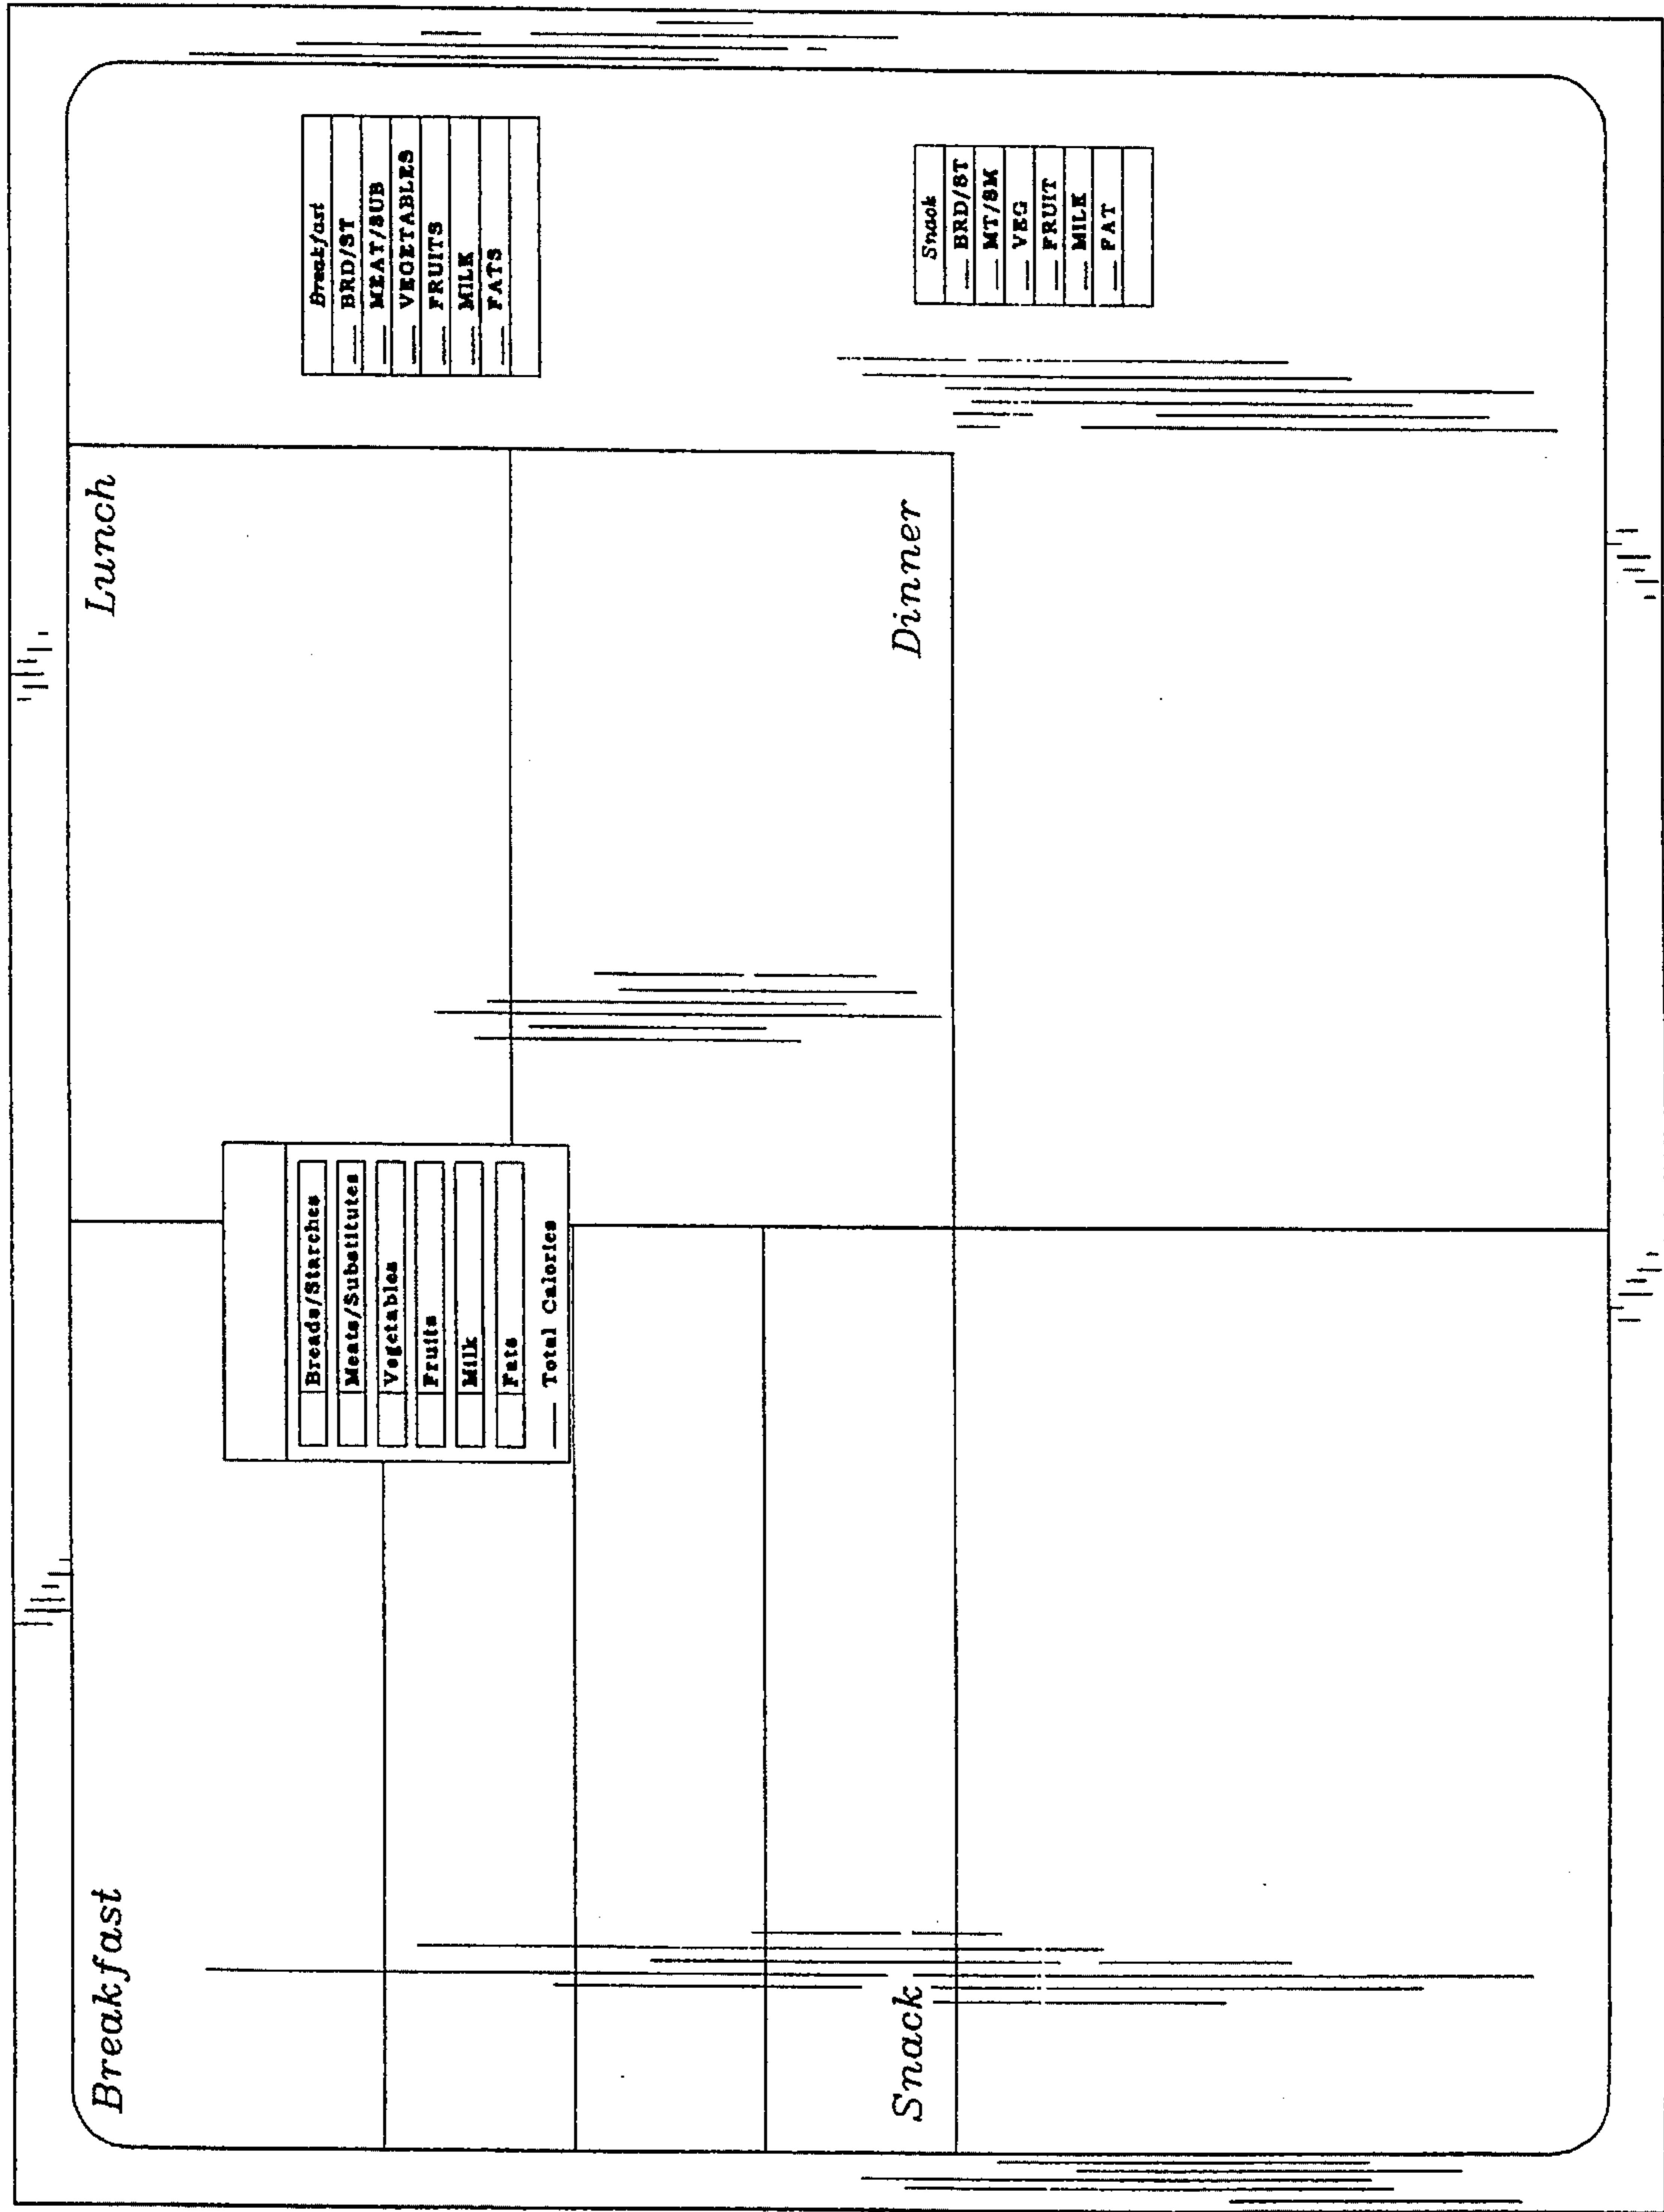 Breakfast
Lunch
Breads/Starches
Meats/Substitutes
Vegetables
Fruits
Milk
Fats
Total Calories
Breakfast
BRD/ST
MEAT/SUB
VEGETABLES
FRUITS
MILK
FATS
Snack
Dinner
Snack
BRD/ST
MT/SM
VEG
FRUIT
MILK
FAT